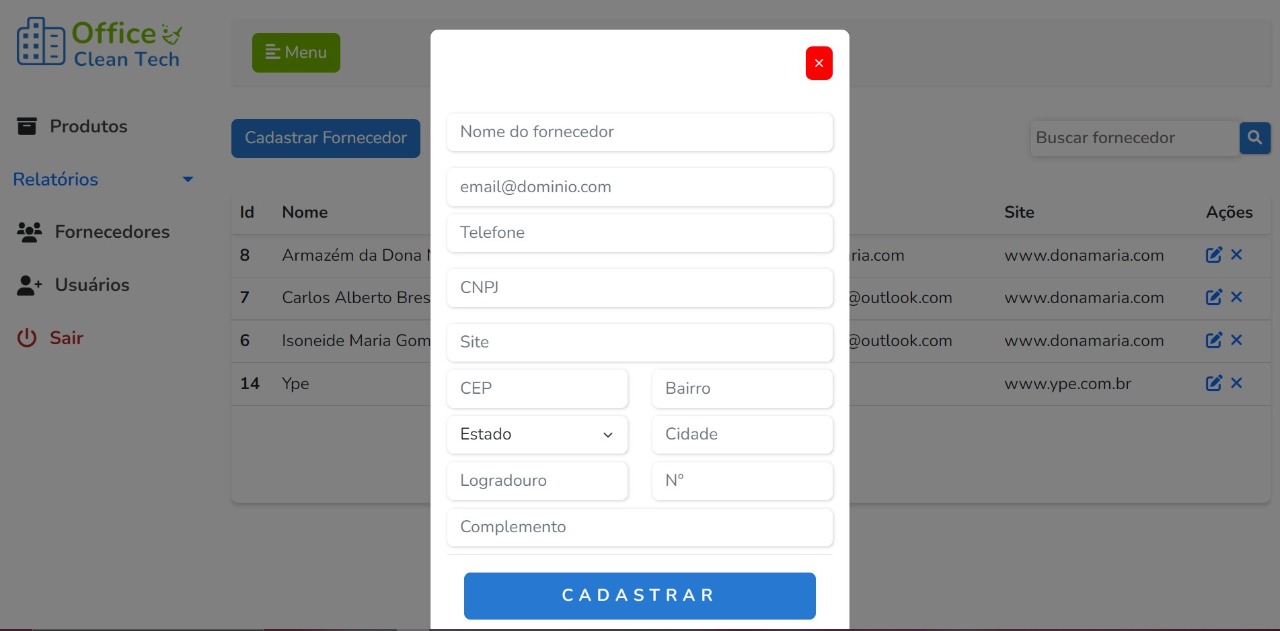 Office
Clean Tech
Menu
Produtos
Relatórios
Fornecedores
Usuários
Sair
Cadastrar Fornecedor
Buscar fornecedor
Id Nome Site Ações
8 Armazém da Dona ria.com www.donamaria.com
7 Carlos Alberto Bres @outlook.com www.donamaria.com
6 Isoneide Maria Gom @outlook.com www.donamaria.com
14 Ype www.ype.com.br
×
Nome do fornecedor
email@dominio.com
Telefone
CNPJ
Site
CEP Bairro
Estado Cidade
Logradouro Nº
Complemento
CADASTRAR